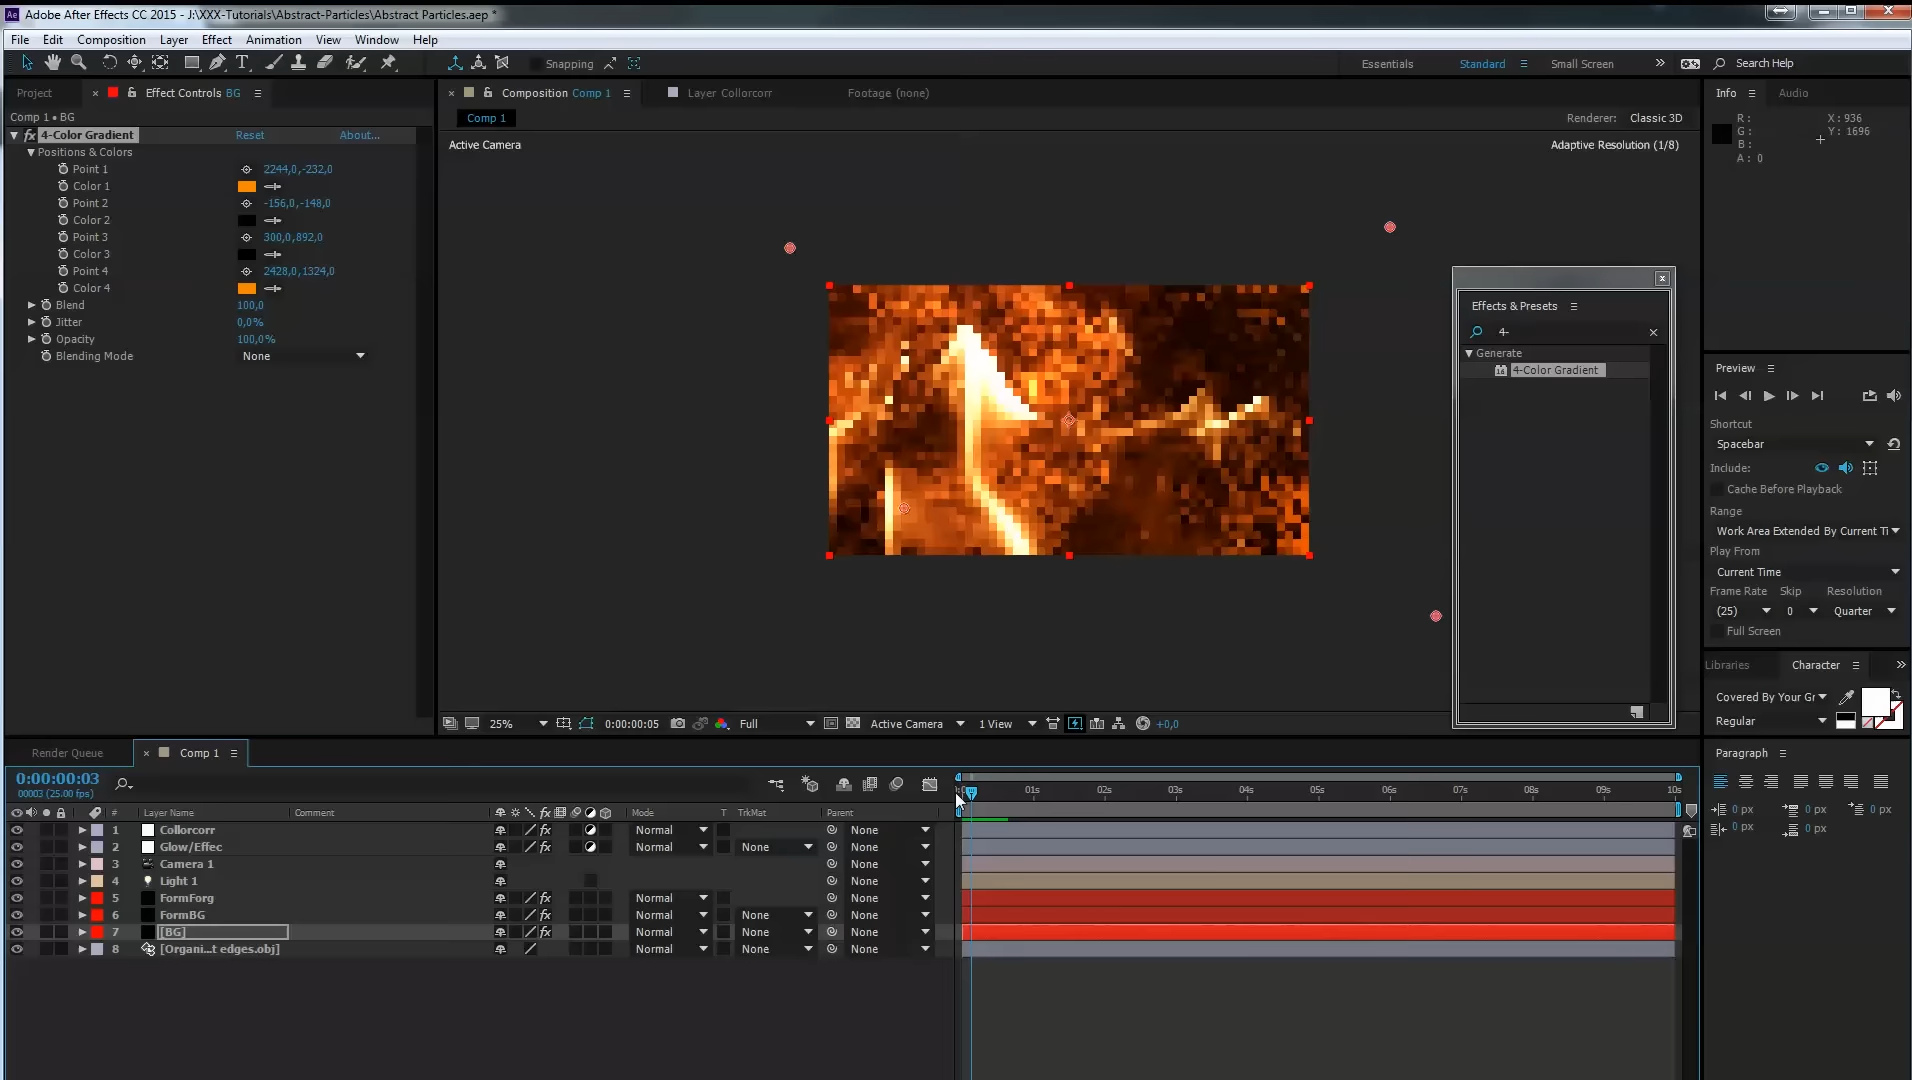 Adobe After Effects CC 2015 - J:\XXX-Tutorials\Abstract-Particles\Abstract Particles.aep *
File Edit Composition Layer Effect Animation View Window Help
Snapping Essentials Standard Small Screen Search Help
Project Effect Controls BG Composition Comp 1 Layer Collorcorr Footage (none) Info Audio
Comp 1 • BG
Comp 1 Renderer: Classic 3D
4-Color Gradient Reset About...
Active Camera Adaptive Resolution (1/8)
R : X : 936
G : Y : 1696
B :
A : 0
Positions & Colors
Point 1 2244,0,-232,0
Color 1
Point 2 -156,0,-148,0
Color 2
Point 3 300,0,892,0
Color 3
Point 4 2428,0,1324,0
Color 4
Blend 100,0
Jitter 0,0%
Opacity 100,0%
Blending Mode None
Effects & Presets
4-
Generate
4-Color Gradient
Preview
Shortcut
Spacebar
Include:
Cache Before Playback
Range
Work Area Extended By Current Ti
Play From
Current Time
Frame Rate Skip Resolution
(25) 0 Quarter
Full Screen
Libraries Character
Covered By Your Gr
Regular
25% 0:00:00:05 Full Active Camera 1 View +0,0
Render Queue Comp 1 Paragraph
0:00:00:03
00003 (25.00 fps)
01s 02s 03s 04s 05s 06s 07s 08s 09s 10s
# Layer Name Comment Mode T TrkMat Parent
1 Collorcorr Normal None
2 Glow/Effec Normal None None
3 Camera 1 None
4 Light 1 None
5 FormForg Normal None
6 FormBG Normal None None
7 [BG] Normal None None
8 [Organi...t edges.obj] Normal None None
0 px 0 px 0 px
0 px 0 px